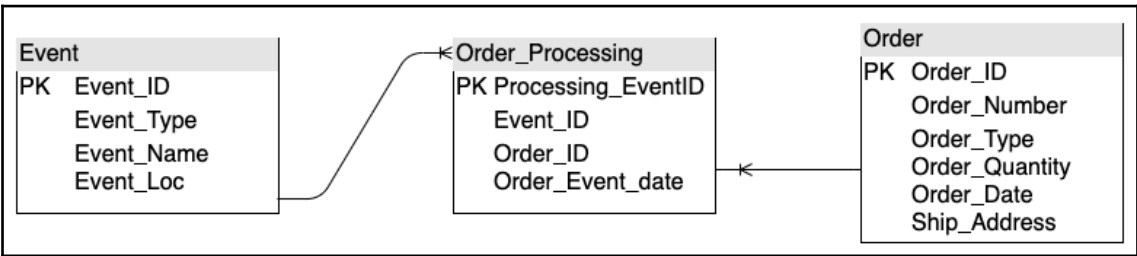 Event
PK Event_ID
Event_Type
Event_Name
Event_Loc
Order_Processing
PK Processing_EventID
Event_ID
Order_ID
Order_Event_date
Order
PK Order_ID
Order_Number
Order_Type
Order_Quantity
Order_Date
Ship_Address